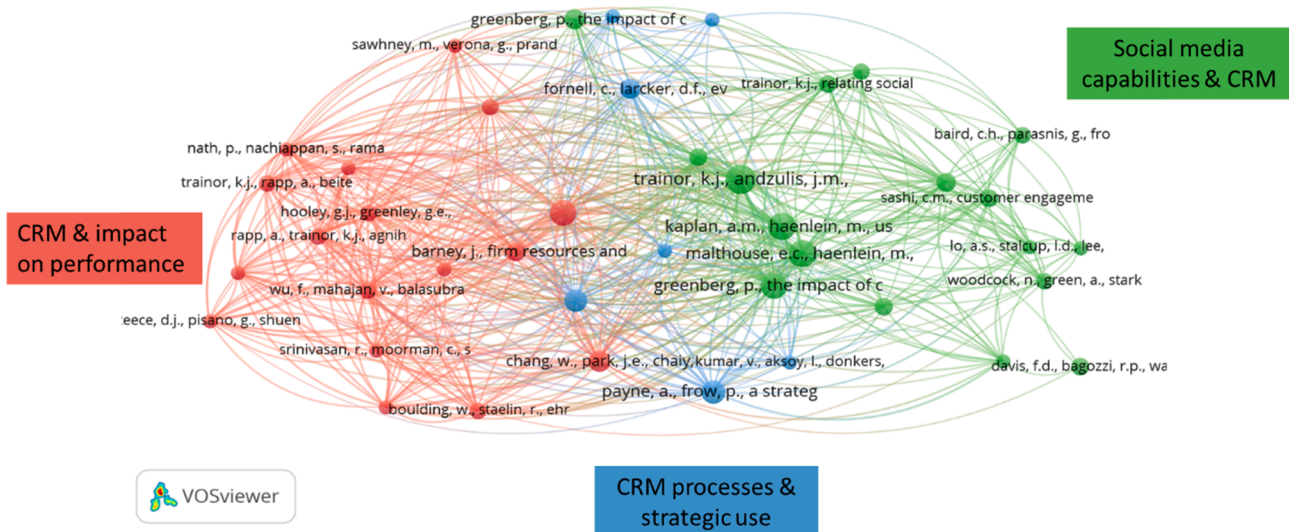 greenberg, p., the impact of c
sawhney, m., verona, g., prand
Social media
capabilities & CRM
fornell, c., larcker, d.f., ev
trainor, k.j., relating social
baird, c.h., parasnis, g., fro
nath, p., nachiappan, s., rama
trainor, k.j., rapp, a., beite
trainor, k.j., andzulis, j.m.,
sashi, c.m., customer engageme
hooley, g.j., greenley, g.e.,
kaplan, a.m., haenlein, m., us
rapp, a., trainor, k.j., agnih
CRM & impact
on performance
barney, j., firm resources and
malthouse, e.c., haenlein, m.,
lo, a.s., stalcup, l.d., lee,
wu, f., mahajan, v., balasubra
greenberg, p., the impact of c
woodcock, n., green, a., stark
eece, d.j., pisano, g., shuen
srinivasan, r., moorman, c., s
chang, w., park, j.e., chaiy,
kumar, v., aksoy, l., donkers,
davis, f.d., bagozzi, r.p., wa
payne, a., frow, p., a strateg
boulding, w., staelin, r., ehr
VOSviewer
CRM processes &
strategic use